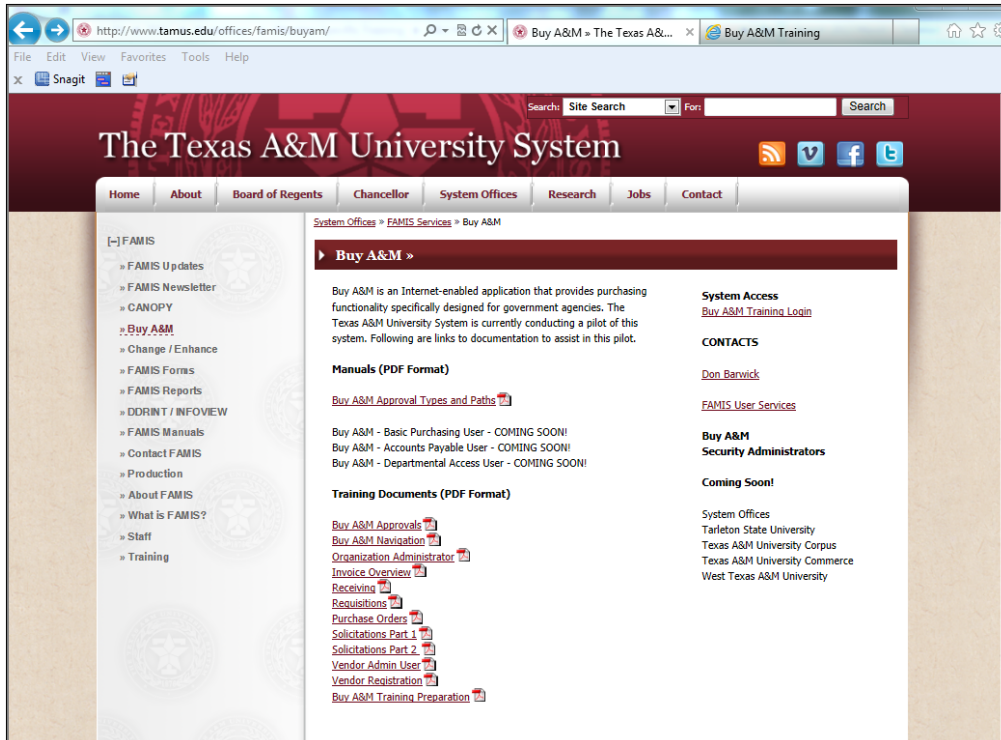 http://www.tamus.edu/offices/famis/buyam/
Buy A&M » The Texas A&...
Buy A&M Training
File Edit View Favorites Tools Help
x Snagit
Search: Site Search For: Search
The Texas A&M University System
Home About Board of Regents Chancellor System Offices Research Jobs Contact
System Offices » FAMIS Services » Buy A&M
[–] FAMIS
» FAMIS Updates
» FAMIS Newsletter
» CANOPY
» Buy A&M
» Change / Enhance
» FAMIS Forms
» FAMIS Reports
» DDRINT / INFOVIEW
» FAMIS Manuals
» Contact FAMIS
» Production
» About FAMIS
» What is FAMIS?
» Staff
» Training
Buy A&M »
Buy A&M is an Internet-enabled application that provides purchasing
functionality specifically designed for government agencies. The
Texas A&M University System is currently conducting a pilot of this
system. Following are links to documentation to assist in this pilot.
Manuals (PDF Format)
Buy A&M Approval Types and Paths
Buy A&M - Basic Purchasing User - COMING SOON!
Buy A&M - Accounts Payable User - COMING SOON!
Buy A&M - Departmental Access User - COMING SOON!
Training Documents (PDF Format)
Buy A&M Approvals
Buy A&M Navigation
Organization Administrator
Invoice Overview
Receiving
Requisitions
Purchase Orders
Solicitations Part 1
Solicitations Part 2
Vendor Admin User
Vendor Registration
Buy A&M Training Preparation
System Access
Buy A&M Training Login
CONTACTS
Don Barwick
FAMIS User Services
Buy A&M
Security Administrators
Coming Soon!
System Offices
Tarleton State University
Texas A&M University Corpus
Texas A&M University Commerce
West Texas A&M University